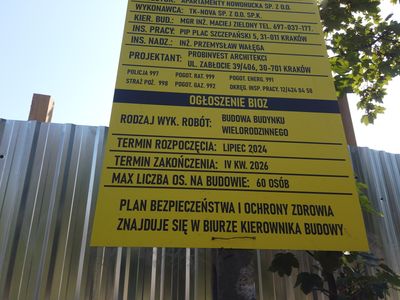 INWESTOR: APARTAMENTY NOWOHUCKA SP. Z O.O.
WYKONAWCA: TK-NOVA SP. Z O.O. SP.K.
KIER. BUD.: MGR INŻ. MACIEJ ZIELONY TEL. 697-037-177.
INS. PRACY: PIP PLAC SZCZEPAŃSKI 5, 31-011 KRAKÓW
INS. NADZ.: INŻ. PRZEMYSŁAW WAŁĘGA
PROJEKTANT: PROBINVEST ARCHITEKCI
UL. ZABŁOCIE 39/406, 30-701 KRAKÓW
POLICJA 997 POGOT. RAT. 999 POGOT. ENERG. 991
STRAŻ POŻ. 998 POGOT. GAZ. 992 OKRĘG. INSP. PRACY. 12/424 04 50
OGŁOSZENIE BIOZ
RODZAJ WYK. ROBÓT: BUDOWA BUDYNKU
WIELORODZINNEGO
TERMIN ROZPOCZĘCIA: LIPIEC 2024
TERMIN ZAKOŃCZENIA: IV KW. 2026
MAX LICZBA OS. NA BUDOWIE: 60 OSÓB
PLAN BEZPIECZEŃSTWA I OCHRONY ZDROWIA
ZNAJDUJE SIĘ W BIURZE KIEROWNIKA BUDOWY